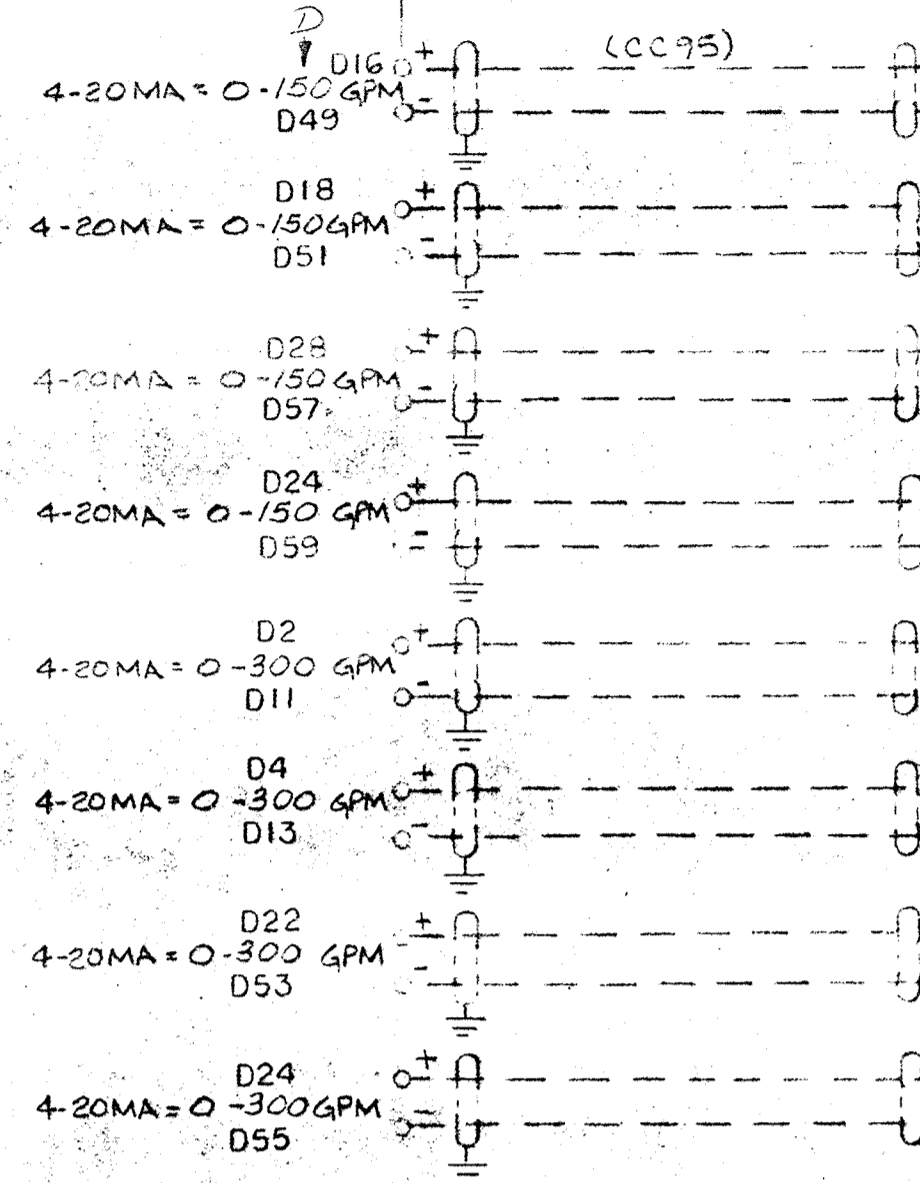 D
D16 + (CC95)
4-20MA = 0-150 GPM
D49 -
D18 +
4-20MA = 0-150GPM
D51 -
D28 +
4-20MA = 0-150 GPM
D57 -
D24 +
4-20MA = 0-150 GPM
D59 -
D2 +
4-20MA = 0-300 GPM
D11 -
D4 +
4-20MA = 0-300 GPM
D13 -
D22 +
4-20MA = 0-300 GPM
D53 -
D24 +
4-20MA = 0-300GPM
D55 -